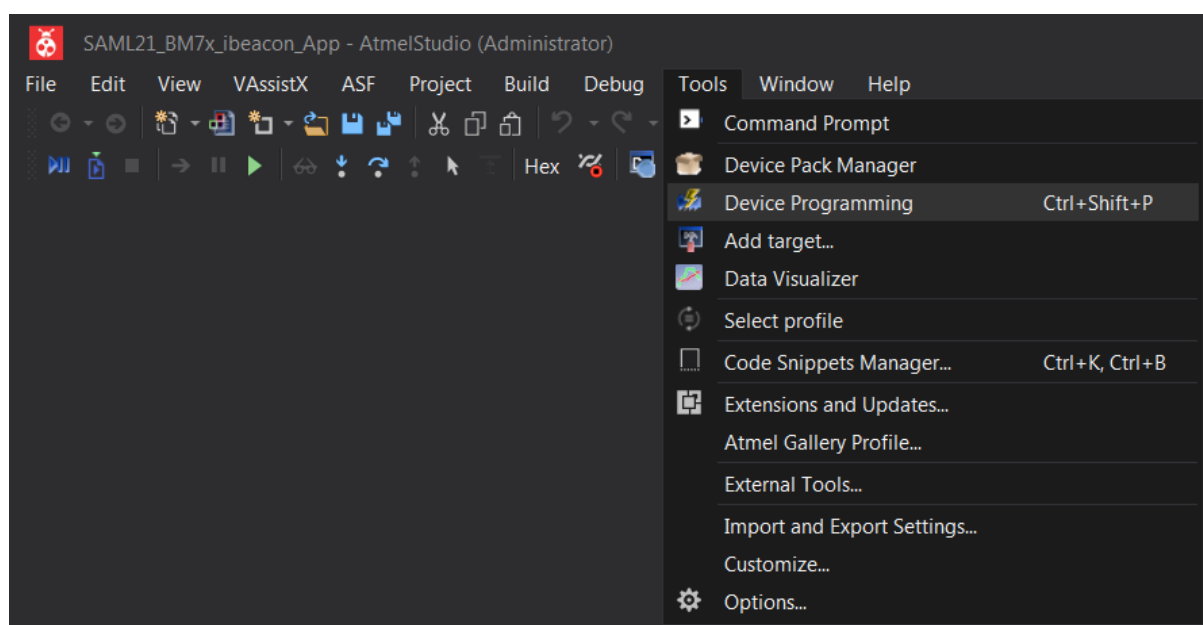 SAML21_BM7x_ibeacon_App - AtmelStudio (Administrator)
File Edit View VAssistX ASF Project Build Debug Tools Window Help
Hex
Command Prompt
Device Pack Manager
Device Programming Ctrl+Shift+P
Add target...
Data Visualizer
Select profile
Code Snippets Manager... Ctrl+K, Ctrl+B
Extensions and Updates...
Atmel Gallery Profile...
External Tools...
Import and Export Settings...
Customize...
Options...